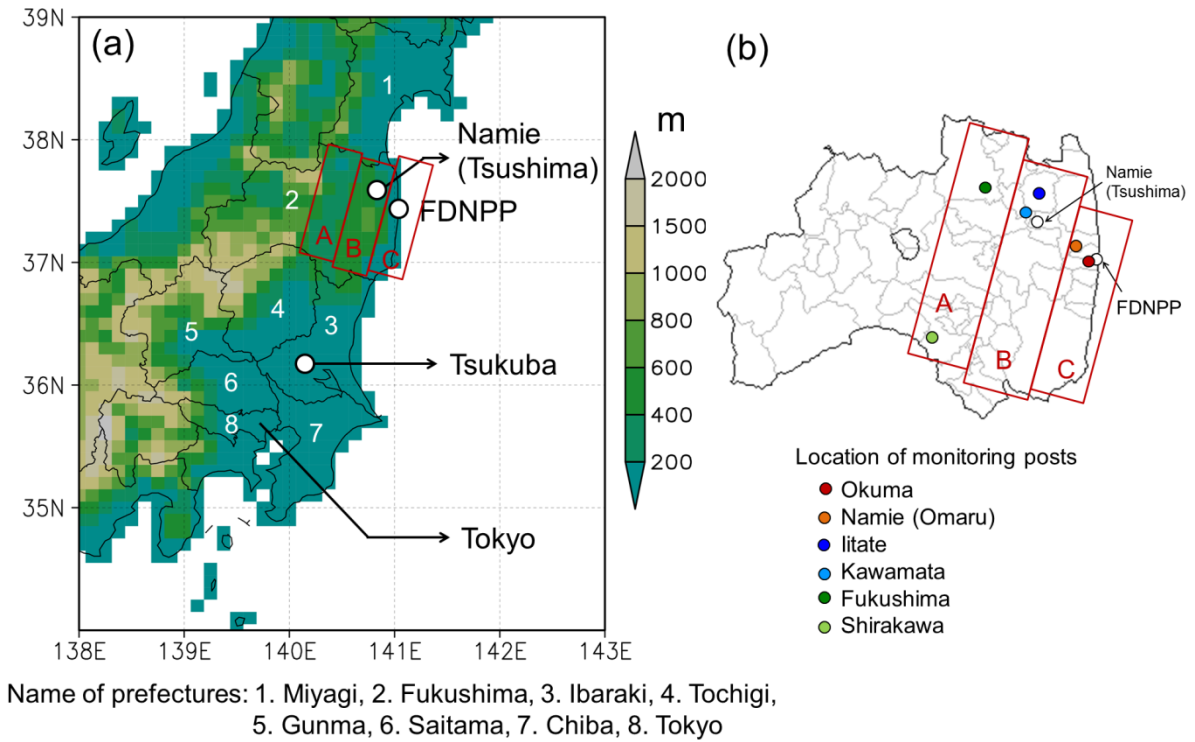 (a)
39N
38N
37N
36N
35N
138E
139E
140E
141E
142E
143E
1
2
3
4
5
6
7
8
A
B
C
Namie
(Tsushima)
FDNPP
Tsukuba
Tokyo
m
2000
1500
1000
800
600
400
200
(b)
Namie
(Tsushima)
FDNPP
A
B
C
Location of monitoring posts
Okuma
Namie (Omaru)
Iitate
Kawamata
Fukushima
Shirakawa
Name of prefectures: 1. Miyagi, 2. Fukushima, 3. Ibaraki, 4. Tochigi,
5. Gunma, 6. Saitama, 7. Chiba, 8. Tokyo